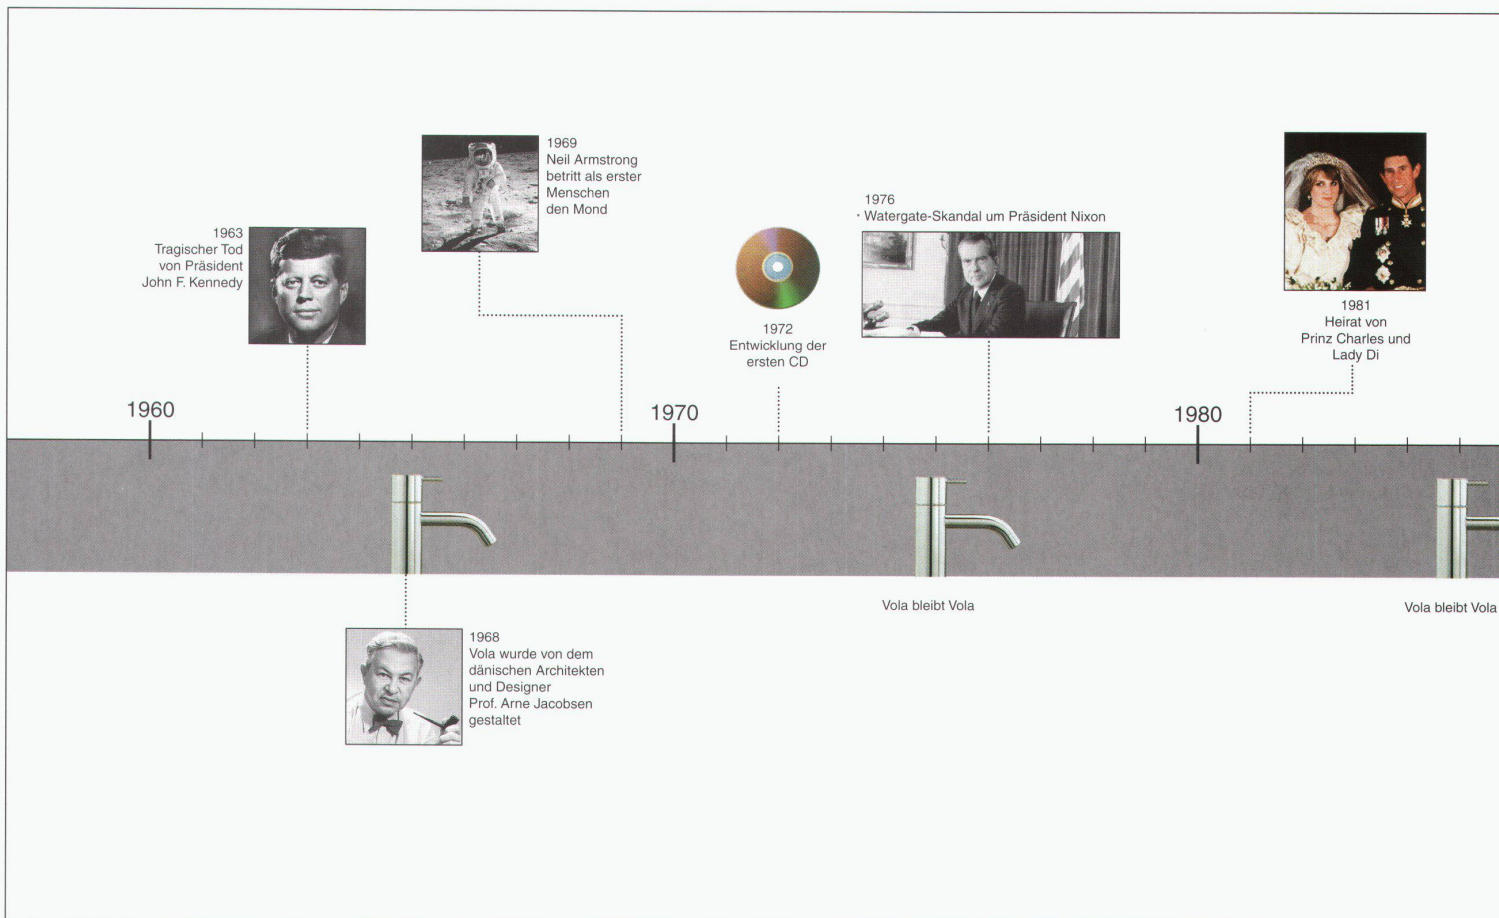 1963
Tragischer Tod
von Präsident
John F. Kennedy
1969
Neil Armstrong
betritt als erster
Menschen
den Mond
1972
Entwicklung der
ersten CD
1976
Watergate-Skandal um Präsident Nixon
1981
Heirat von
Prinz Charles und
Lady Di
1960
1970
1980
Vola bleibt Vola
Vola bleibt Vola
1968
Vola wurde von dem
dänischen Architekten
und Designer
Prof. Arne Jacobsen
gestaltet